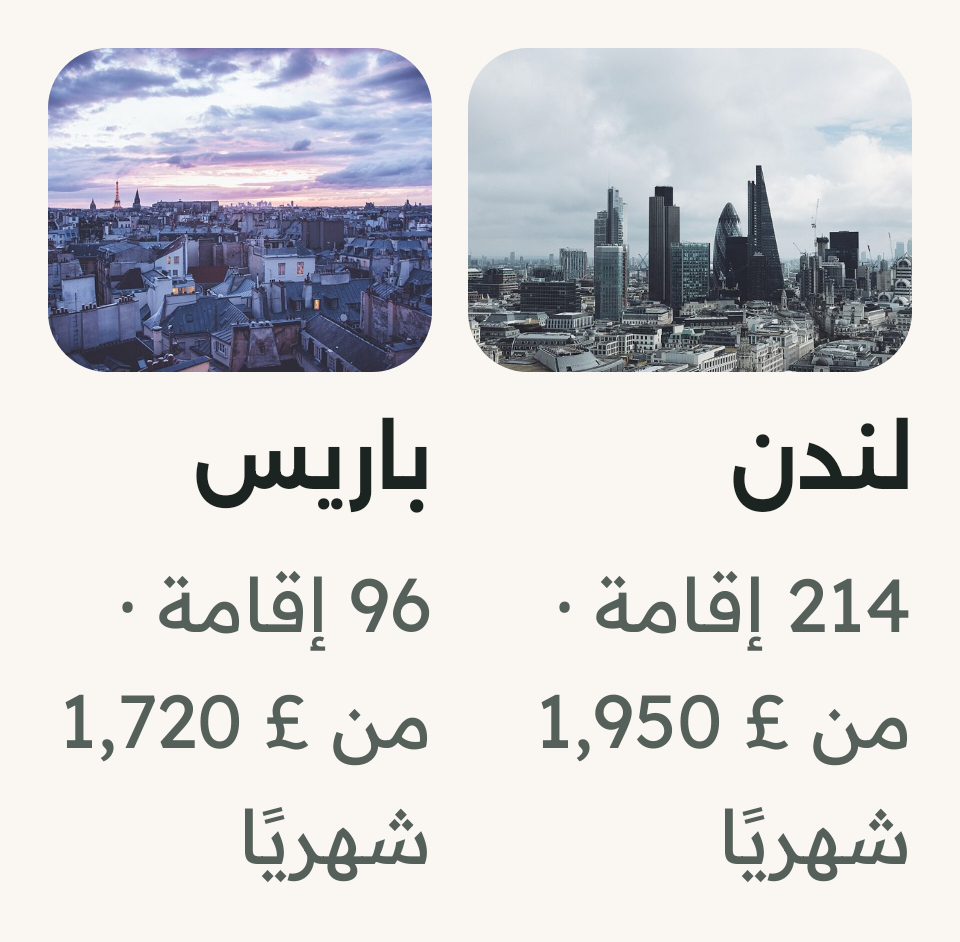 لندن
214 إقامة ·
من £ 1,950
شهريًا
باريس
96 إقامة ·
من £ 1,720
شهريًا